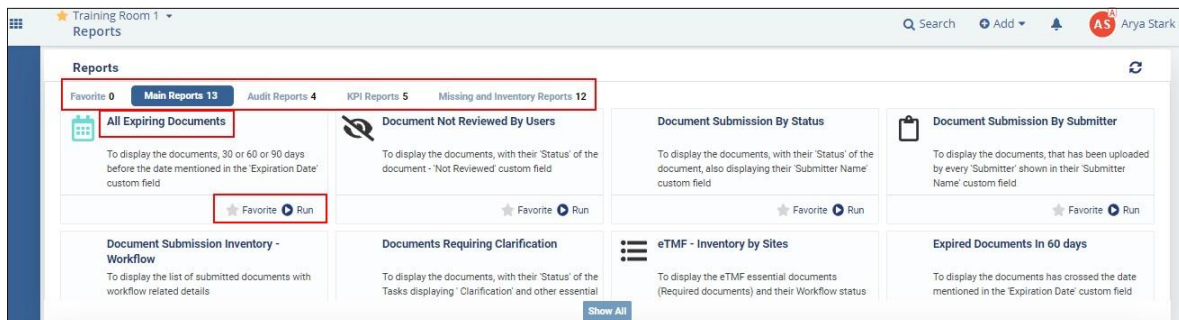 Training Room 1
Reports
Search
Add
AS
A
Arya Stark
Reports
Favorite 0
Main Reports 13
Audit Reports 4
KPI Reports 5
Missing and Inventory Reports 12
All Expiring Documents
To display the documents, 30 or 60 or 90 days
before the date mentioned in the 'Expiration Date'
custom field
Favorite Run
Document Not Reviewed By Users
To display the documents, with their 'Status' of the
document - 'Not Reviewed' custom field
Favorite Run
Document Submission By Status
To display the documents, with their 'Status' of the
document, also displaying their 'Submitter Name'
custom field
Favorite Run
Document Submission By Submitter
To display the documents, that has been uploaded
by every 'Submitter' shown in their 'Submitter
Name' custom field
Favorite Run
Document Submission Inventory -
Workflow
To display the list of submitted documents with
workflow related details
Documents Requiring Clarification
To display the documents, with their 'Status' of the
Tasks displaying ' Clarification' and other essential
eTMF - Inventory by Sites
To display the eTMF essential documents
(Required documents) and their Workflow status
Expired Documents In 60 days
To display the documents has crossed the date
mentioned in the 'Expiration Date' custom field
Show All